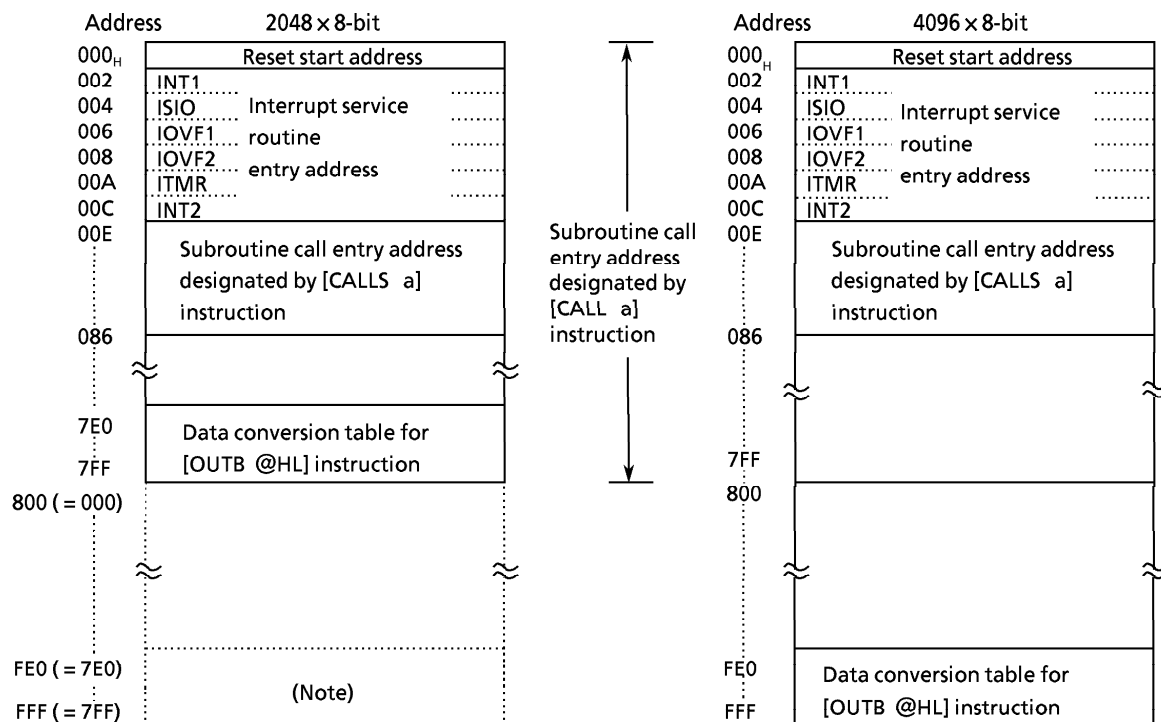 Address 2048 × 8-bit
000H Reset start address
002 INT1
004 ISIO Interrupt service
006 IOVF1 routine
008 IOVF2
entry address
00A ITMR
00C INT2
00E
Subroutine call entry address
designated by [CALLS a]
instruction
086
7E0
Data conversion table for
7FF [OUTB @HL] instruction
800 ( = 000)
FE0 ( = 7E0)
(Note)
FFF ( = 7FF)
Subroutine call
entry address
designated by
[CALL a]
instruction
Address 4096 × 8-bit
000H Reset start address
002 INT1
004 ISIO Interrupt service
006 IOVF1
routine
008 IOVF2
entry address
00A ITMR
00C INT2
00E
Subroutine call entry address
designated by [CALLS a]
instruction
086
7FF
800
FE0 Data conversion table for
FFF [OUTB @HL] instruction